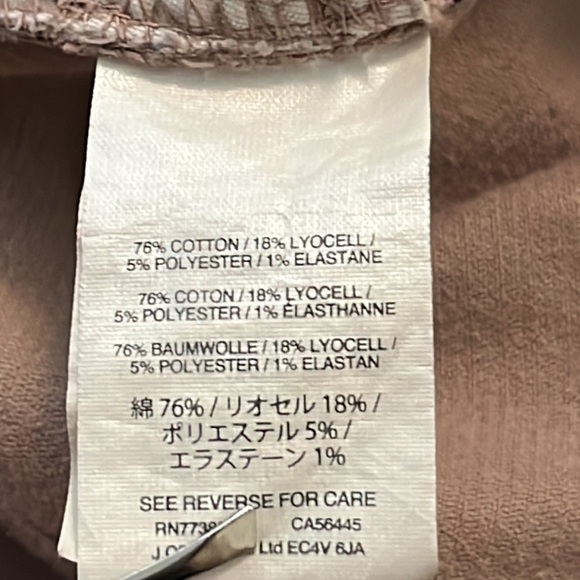 76% COTTON / 18% LYOCELL /
5% POLYESTER / 1% ELASTANE
76% COTON / 18% LYOCELL /
5% POLYESTER / 1% ÉLASTHANNE
76% BAUMWOLLE / 18% LYOCELL /
5% POLYESTER / 1% ELASTAN
綿 76% / リオセル 18% /
ポリエステル 5% /
エラステーン 1%
SEE REVERSE FOR CARE
CA56445
J Ltd EC4V 6JA